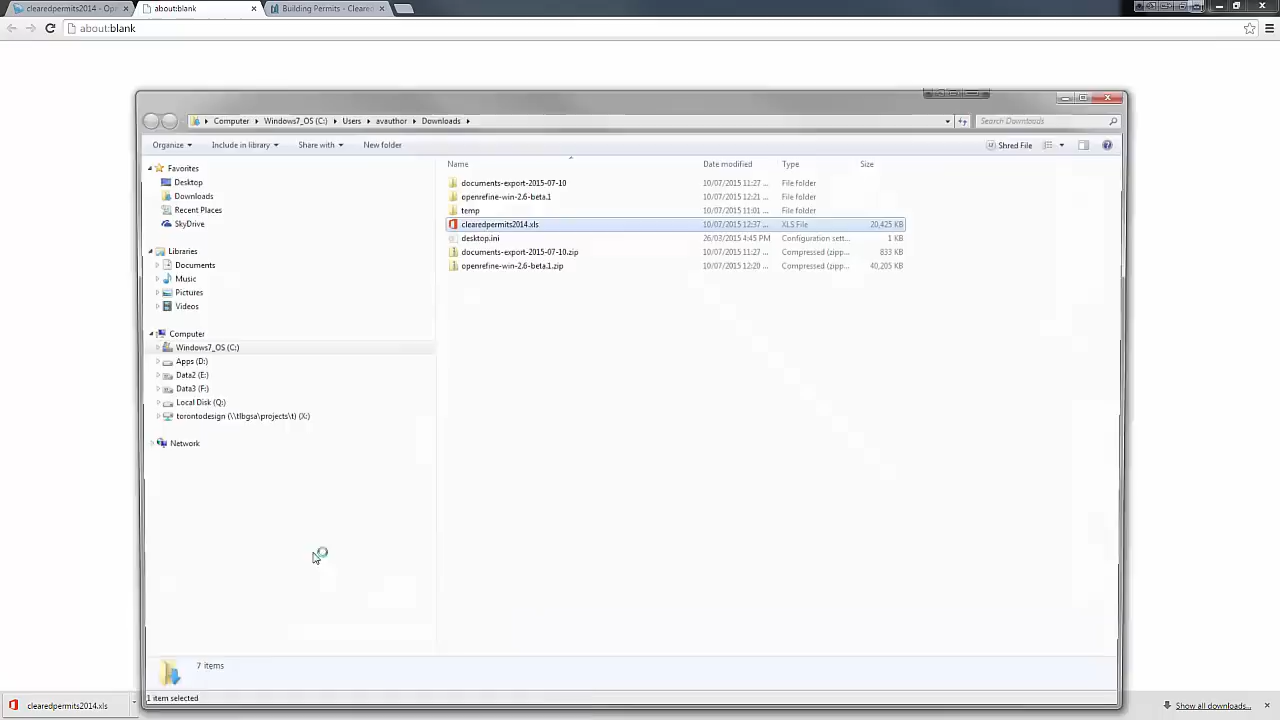 clearedpermits2014 - Ope
about:blank
Building Permits - Cleared
about:blank
Computer
Windows7_OS (C:)
Users
avauthor
Downloads
Search Downloads
Organize
Include in library
Share with
New folder
Shred File
Favorites
Desktop
Downloads
Recent Places
SkyDrive
Libraries
Documents
Music
Pictures
Videos
Computer
Windows7_OS (C:)
Apps (D:)
Data2 (E:)
Data3 (F:)
Local Disk (Q:)
torontodesign (\\tlbgsa\projects\t) (X:)
Network
Name Date modified Type Size
documents-export-2015-07-10 10/07/2015 11:27 ... File folder
openrefine-win-2.6-beta.1 10/07/2015 12:21 ... File folder
temp 10/07/2015 11:01 ... File folder
clearedpermits2014.xls 10/07/2015 12:37 ... XLS File 20,425 KB
desktop.ini 26/03/2015 4:45 PM Configuration sett... 1 KB
documents-export-2015-07-10.zip 10/07/2015 11:27 ... Compressed (zipp... 833 KB
openrefine-win-2.6-beta.1.zip 10/07/2015 12:20 ... Compressed (zipp... 40,205 KB
7 items
1 item selected
clearedpermits2014.xls
Show all downloads...